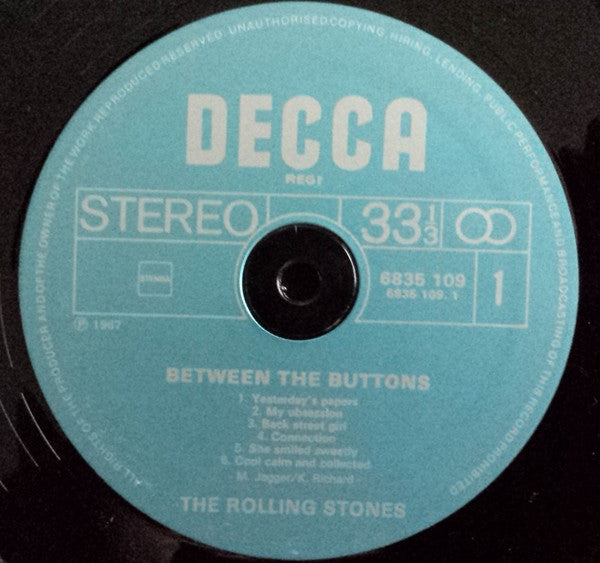 ALL RIGHTS OF THE PRODUCER AND OF THE OWNER OF THE WORK REPRODUCED RESERVED. UNAUTHORISED COPYING, HIRING, LENDING, PUBLIC PERFORMANCE AND BROADCASTING OF THIS RECORD PROHIBITED
DECCA
REG!
STEREO 33⅓
STEMRA
6835 109
6835 109. 1
1
℗ 1967
BETWEEN THE BUTTONS
1. Yesterday's papers
2. My obsession
3. Back street girl
4. Connection
5. She smiled sweetly
6. Cool calm and collected
M. Jagger/K. Richard
THE ROLLING STONES